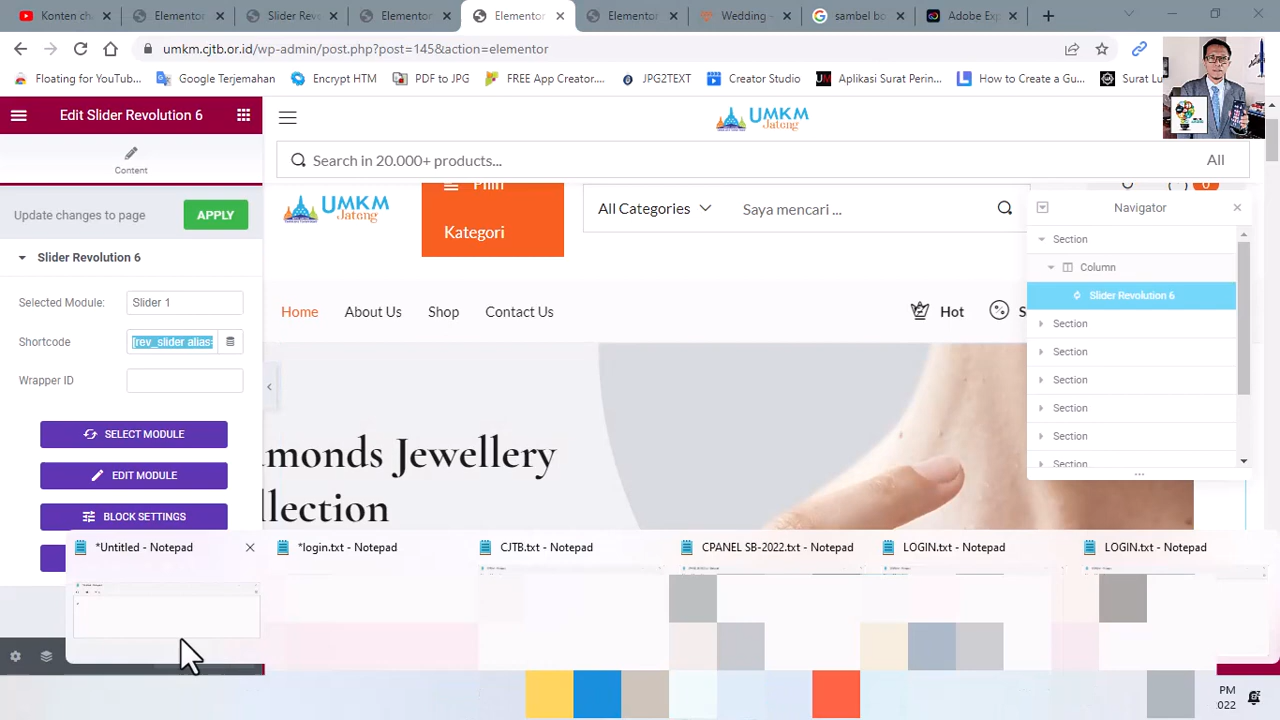 Elementor × Elementor × Elementor × sambel bo × Adobe Exp ×
umkm.cjtb.or.id/wp-admin/post.php?post=145&action=elementor
Floating for YouTub... Google Terjemahan Encrypt HTM PDF to JPG FREE App Creator.... JPG2TEXT Creator Studio Aplikasi Surat Perin... How to Create a Gu... Surat Lu
Edit Slider Revolution 6
UMKM
Jateng
Content
Search in 20.000+ products...
All
Update changes to page
APPLY
UMKM
Jateng
Pilih
Kategori
All Categories
Saya mencari ...
0
Navigator
Slider Revolution 6
Section
Column
Slider Revolution 6
Section
Section
Section
Section
Section
Section
Selected Module:
Slider 1
Shortcode
[rev_slider alias=
Wrapper ID
Home About Us Shop Contact Us
Hot
S
SELECT MODULE
EDIT MODULE
BLOCK SETTINGS
monds Jewellery
llection
*Untitled - Notepad
*login.txt - Notepad
CJTB.txt - Notepad
CPANEL SB-2022.txt - Notepad
LOGIN.txt - Notepad
LOGIN.txt - Notepad
PM
022